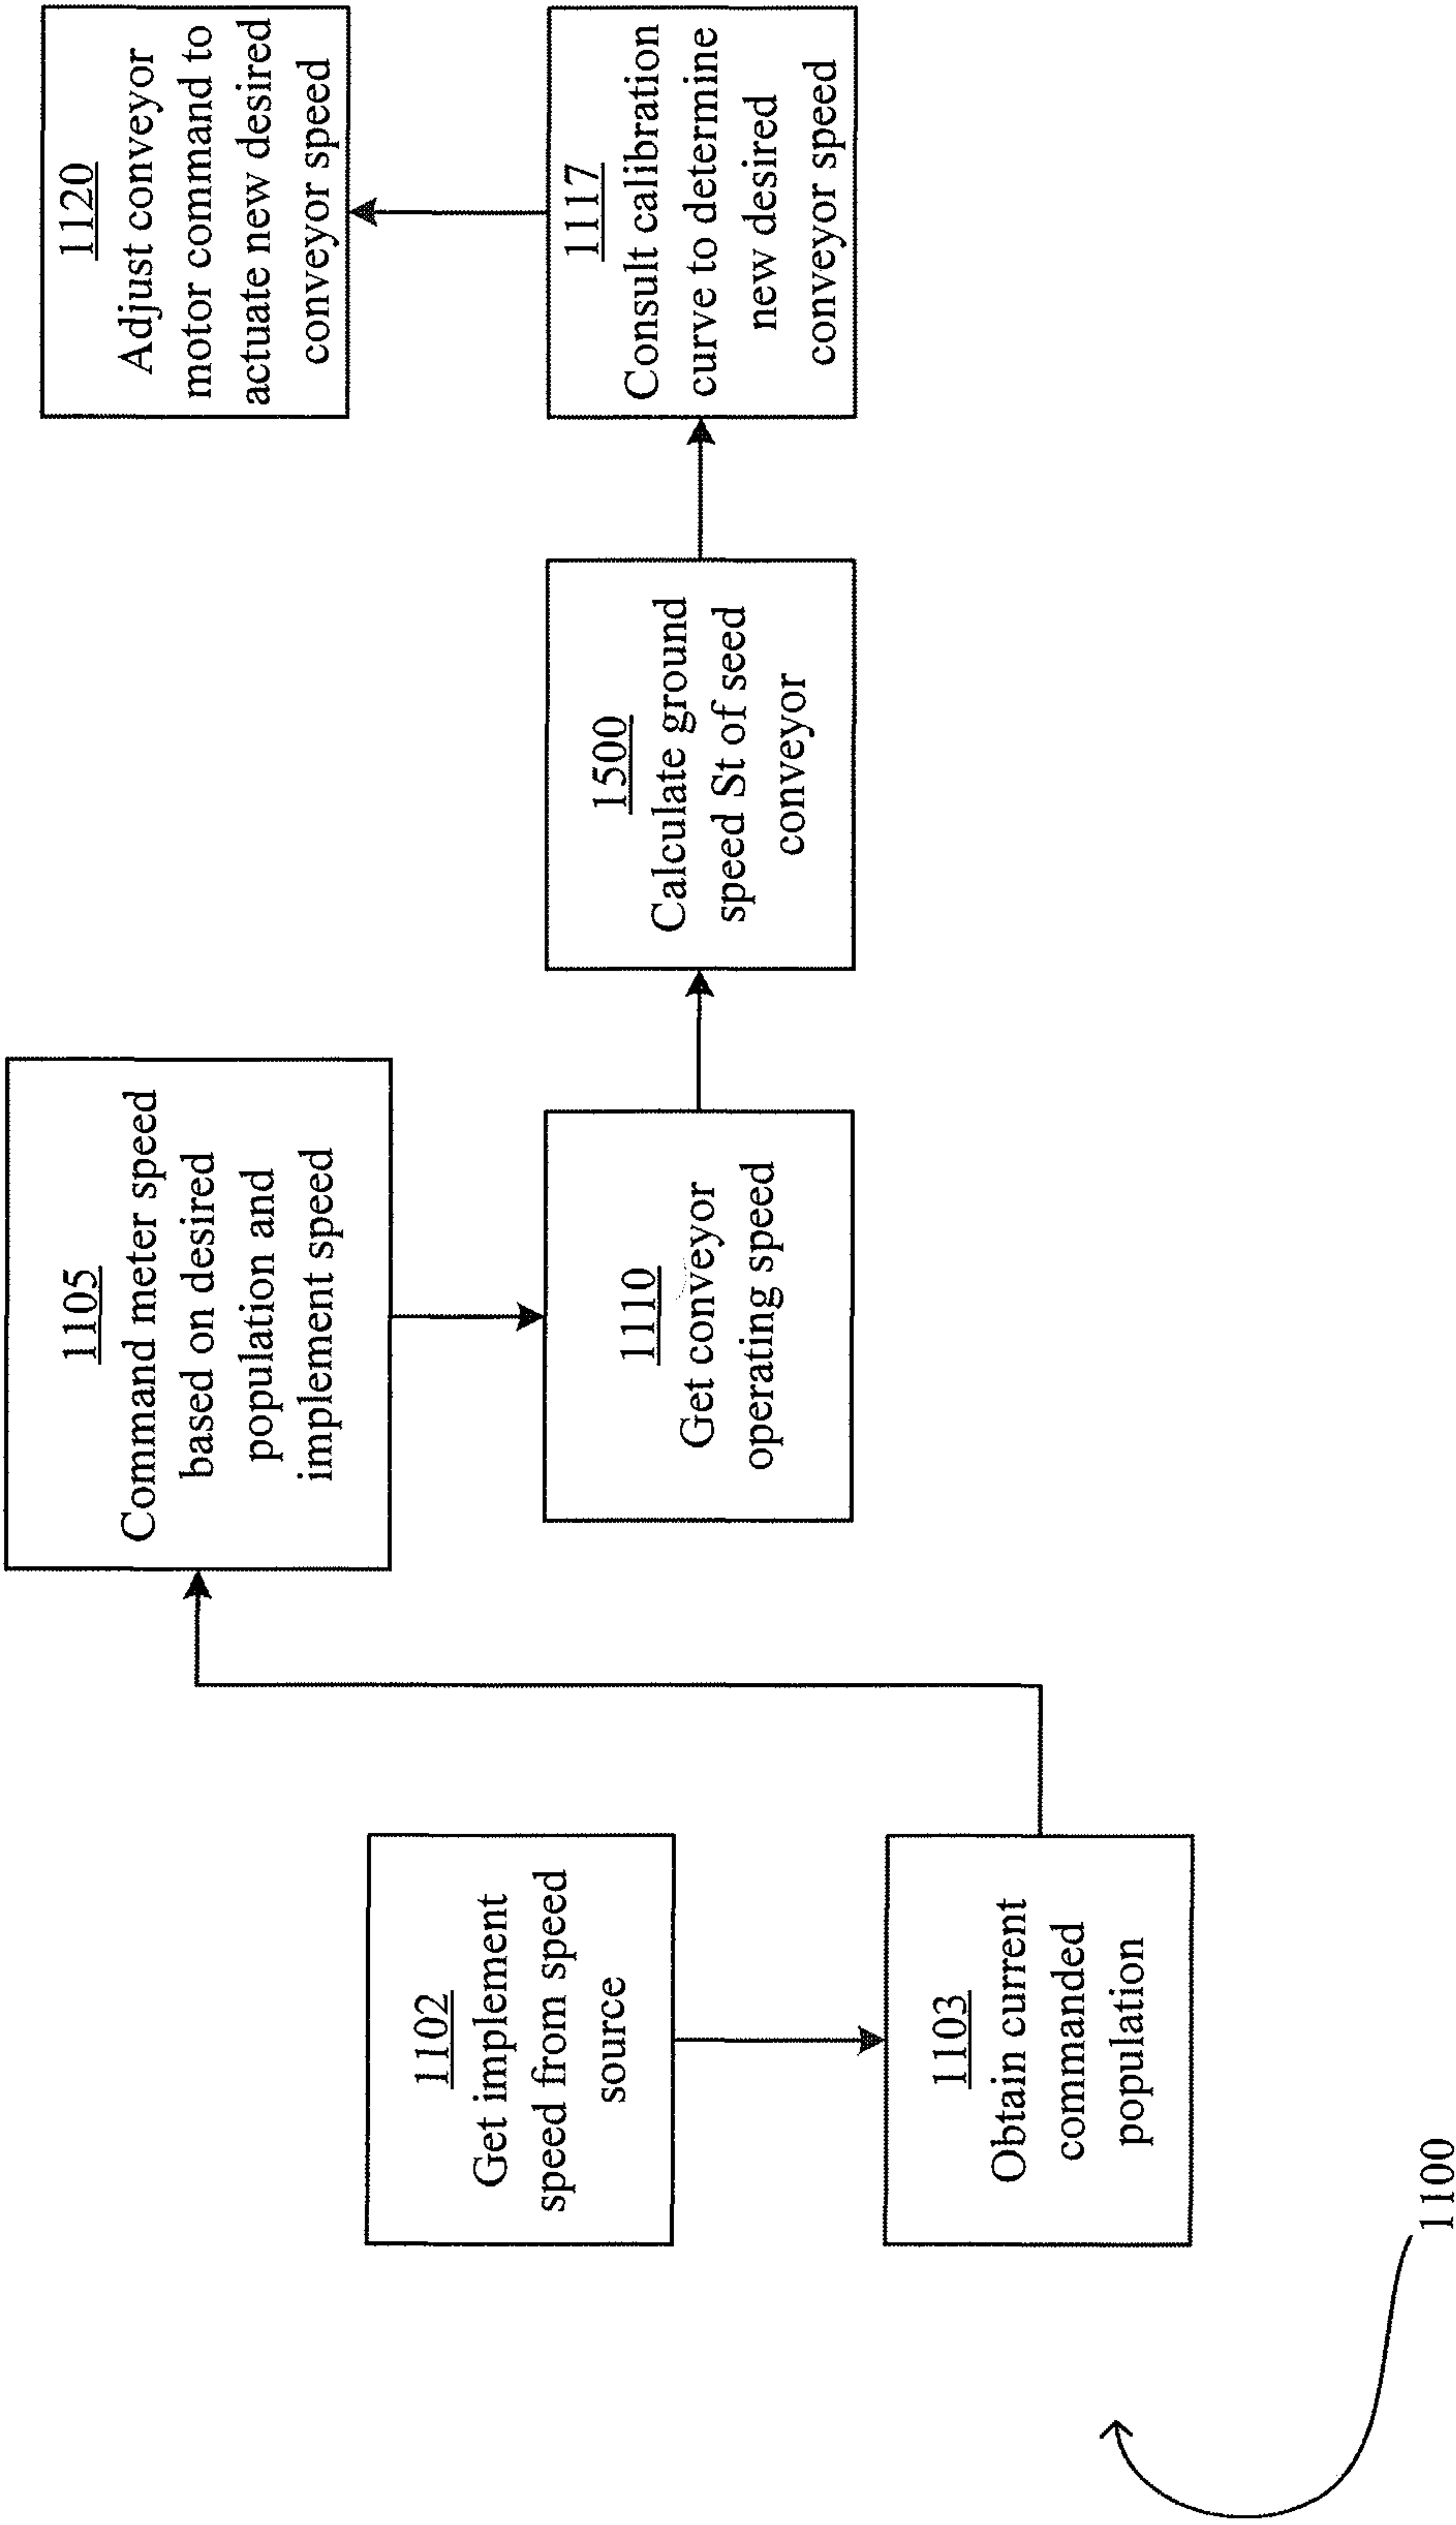 1102
Get implement
speed from speed
source
1103
Obtain current
commanded
population
1105
Command meter speed
based on desired
population and
implement speed
1110
Get conveyor
operating speed
1500
Calculate ground
speed St of seed
conveyor
1117
Consult calibration
curve to determine
new desired
conveyor speed
1120
Adjust conveyor
motor command to
actuate new desired
conveyor speed
1100